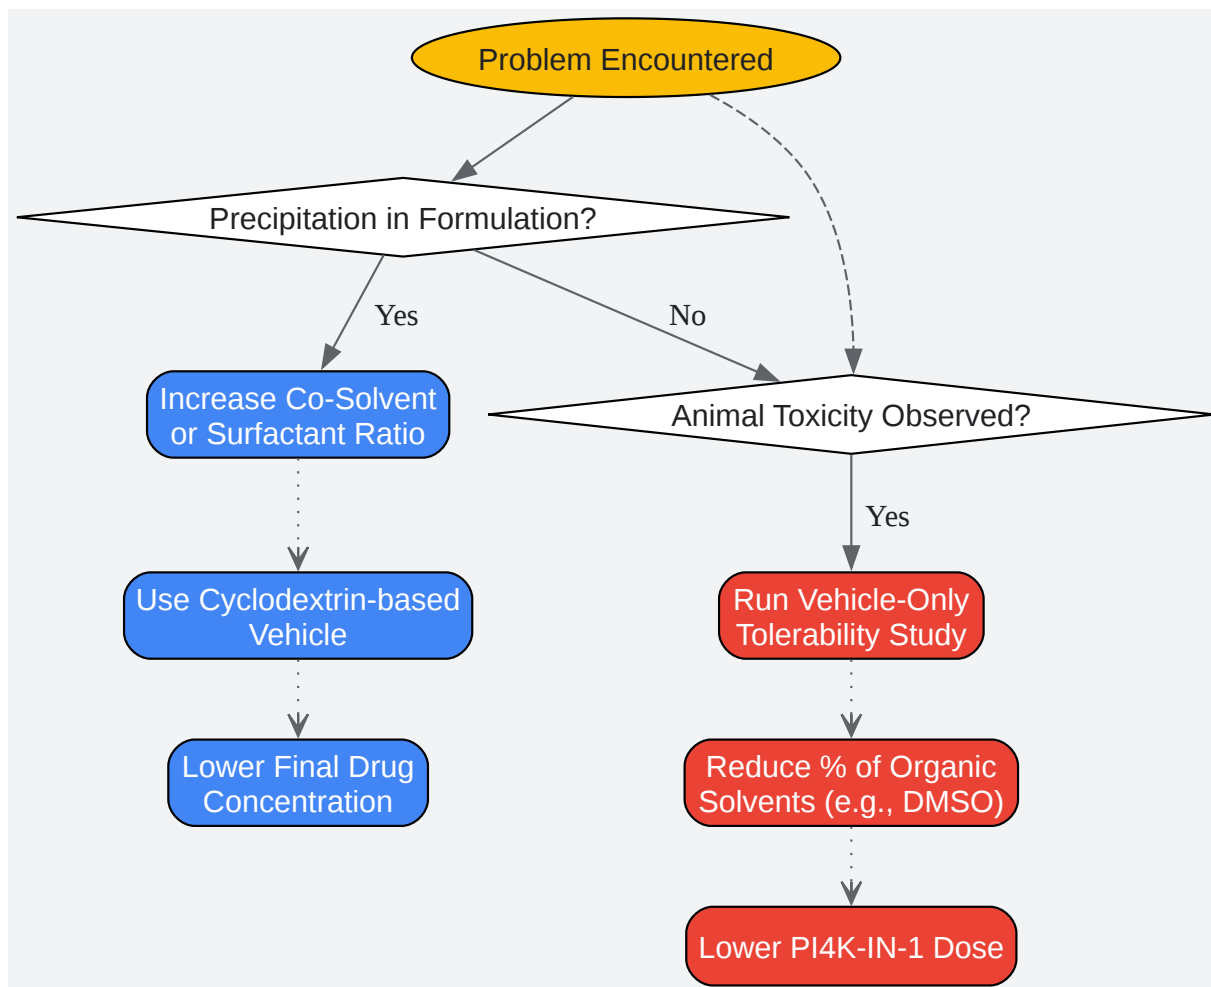 Problem Encountered
Precipitation in Formulation?
Yes
No
Increase Co-Solvent
or Surfactant Ratio
Animal Toxicity Observed?
Yes
Use Cyclodextrin-based
Vehicle
Run Vehicle-Only
Tolerability Study
Lower Final Drug
Concentration
Reduce % of Organic
Solvents (e.g., DMSO)
Lower PI4K-IN-1 Dose